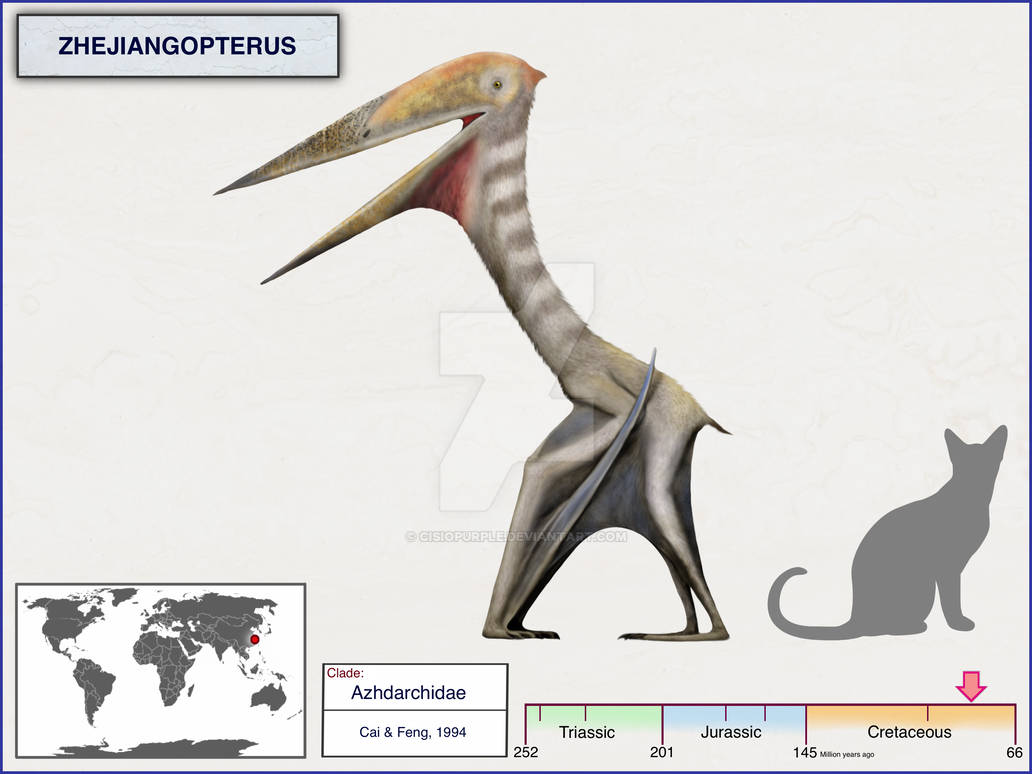 ZHEJIANGOPTERUS
© CISIOPURPLE.DEVIANTART.COM
Clade:
Azhdarchidae
Cai & Feng, 1994
Triassic Jurassic Cretaceous
252 201 145 Million years ago 66